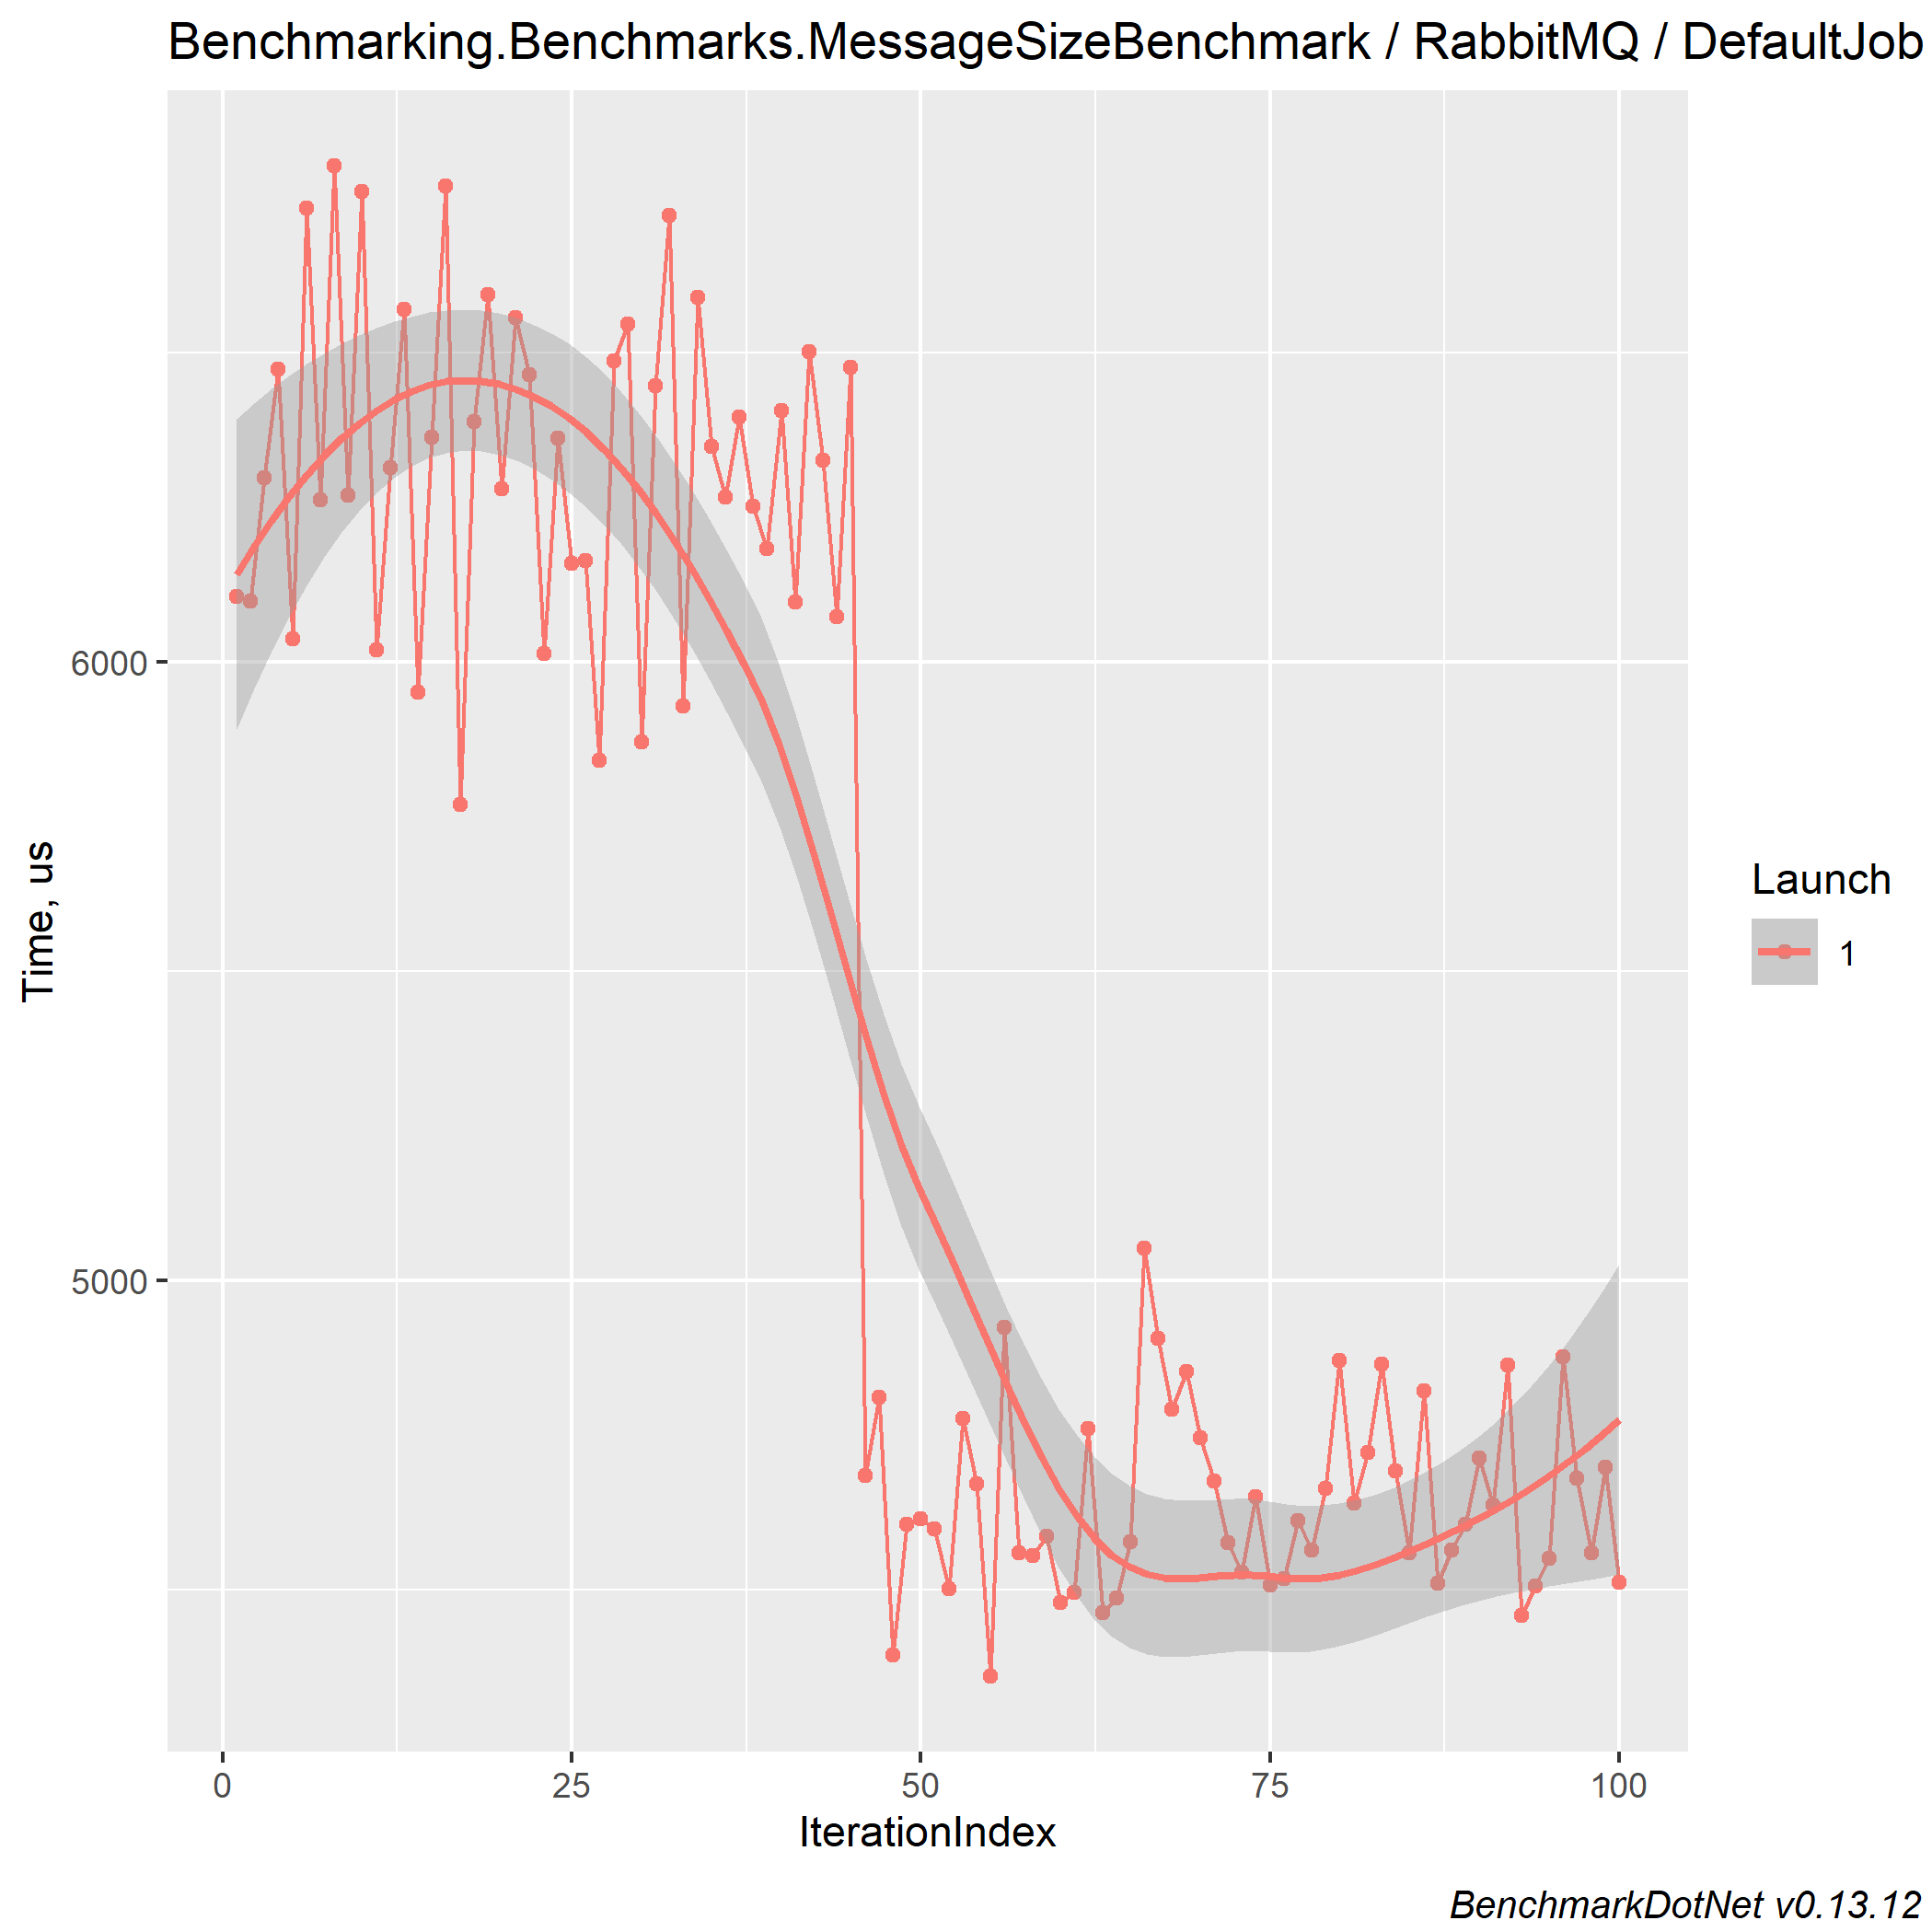 Benchmarking.Benchmarks.MessageSizeBenchmark / RabbitMQ / DefaultJob
6000
5000
Time, us
0 25 50 75 100
IterationIndex
Launch
1
BenchmarkDotNet v0.13.12